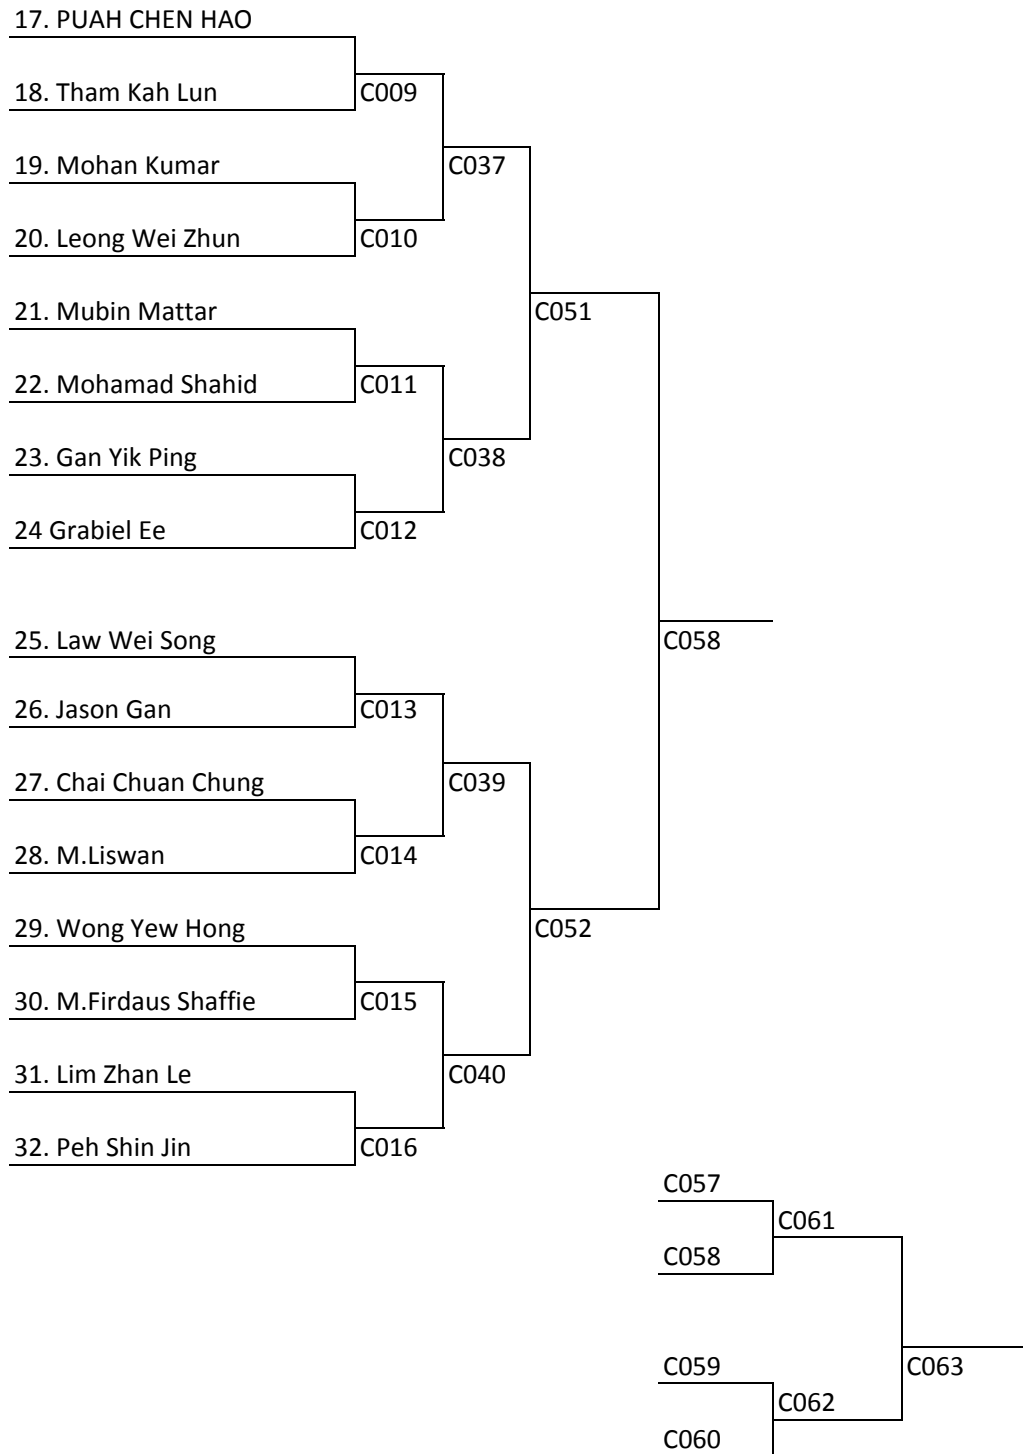 17. PUAH CHEN HAO
18. Tham Kah Lun
C009
19. Mohan Kumar
C037
20. Leong Wei Zhun
C010
21. Mubin Mattar
C051
22. Mohamad Shahid
C011
23. Gan Yik Ping
C038
24 Grabiel Ee
C012
25. Law Wei Song
C058
26. Jason Gan
C013
27. Chai Chuan Chung
C039
28. M.Liswan
C014
29. Wong Yew Hong
C052
30. M.Firdaus Shaffie
C015
31. Lim Zhan Le
C040
32. Peh Shin Jin
C016
C057
C061
C058
C059
C063
C062
C060